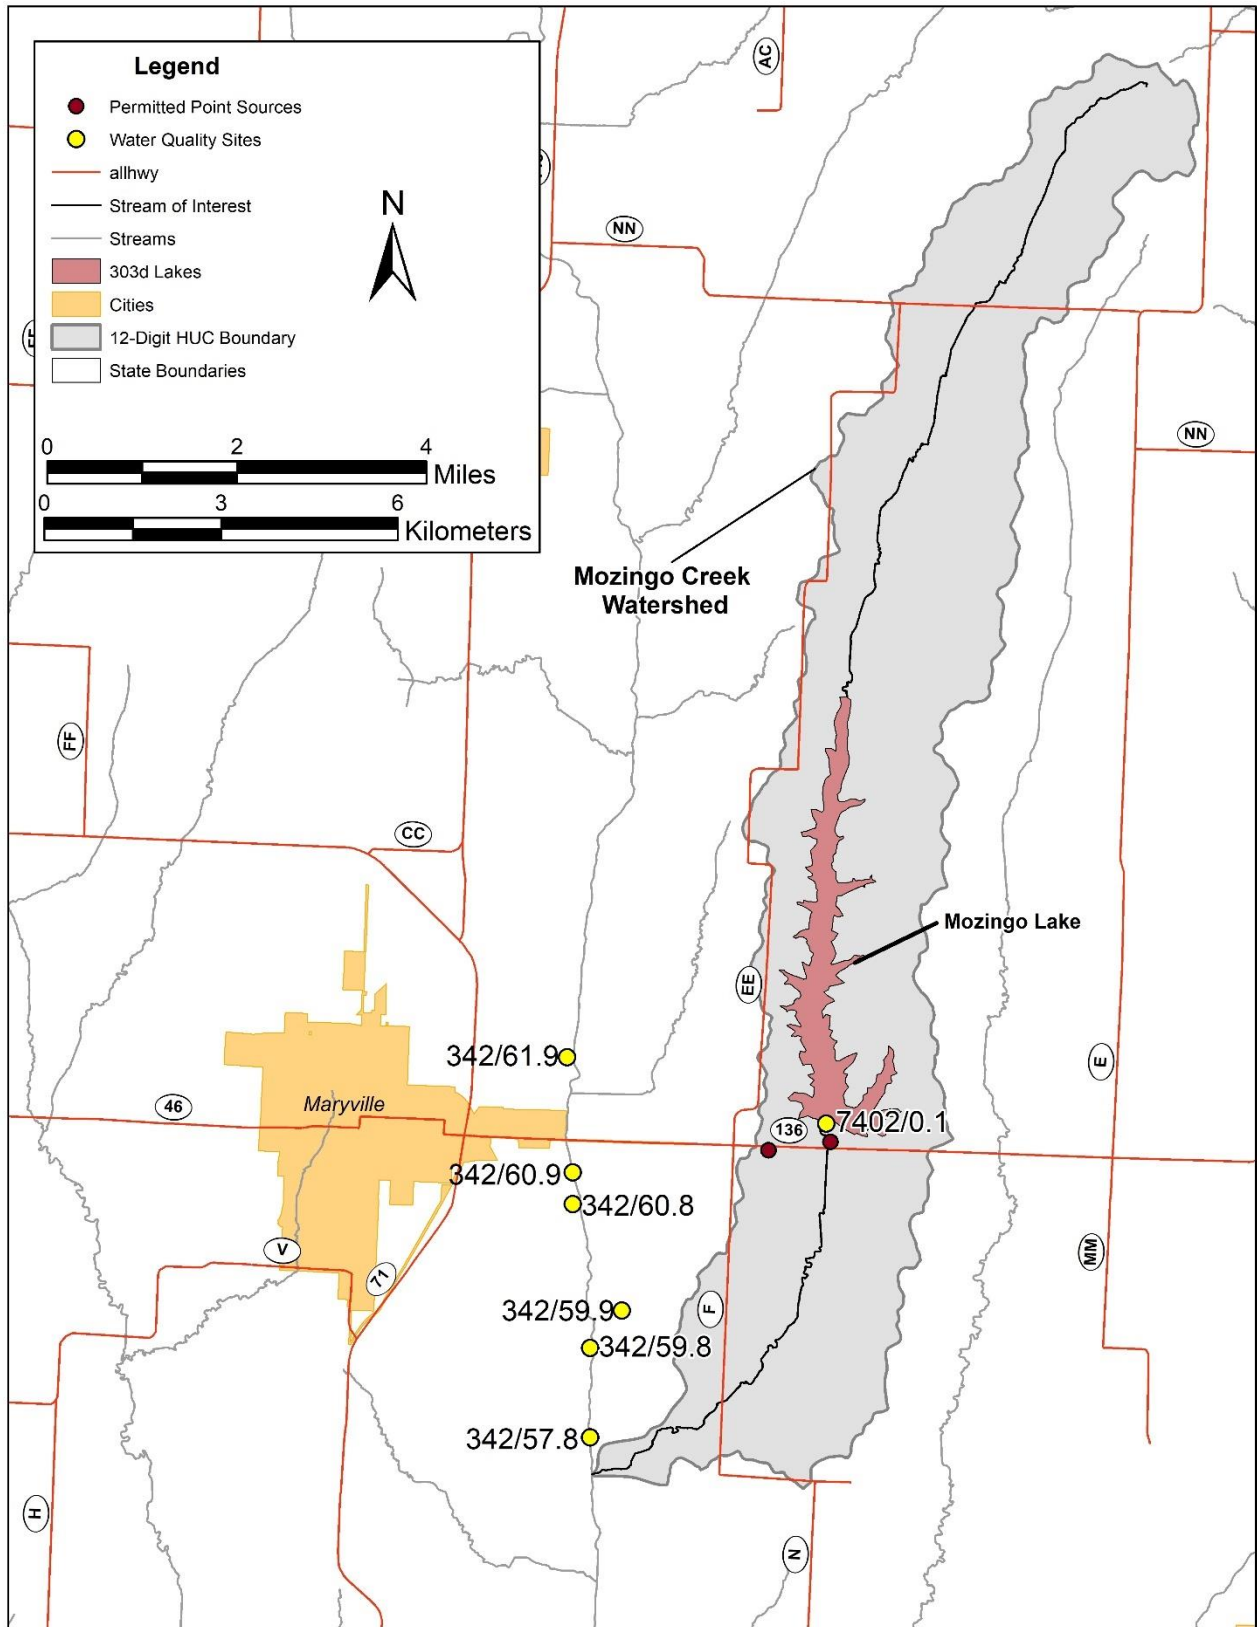 AC
Legend
Permitted Point Sources
Water Quality Sites
allhwy
Stream of Interest
Streams
303d Lakes
Cities
12-Digit HUC Boundary
State Boundaries
N
0 2 4
Miles
0 3 6
Kilometers
NN
NN
Mozingo Creek
Watershed
FF
CC
Mozingo Lake
EE
342/61.9
E
46
Maryville
136
7402/0.1
342/60.9
342/60.8
V
71
MM
342/59.9
F
342/59.8
342/57.8
H
N